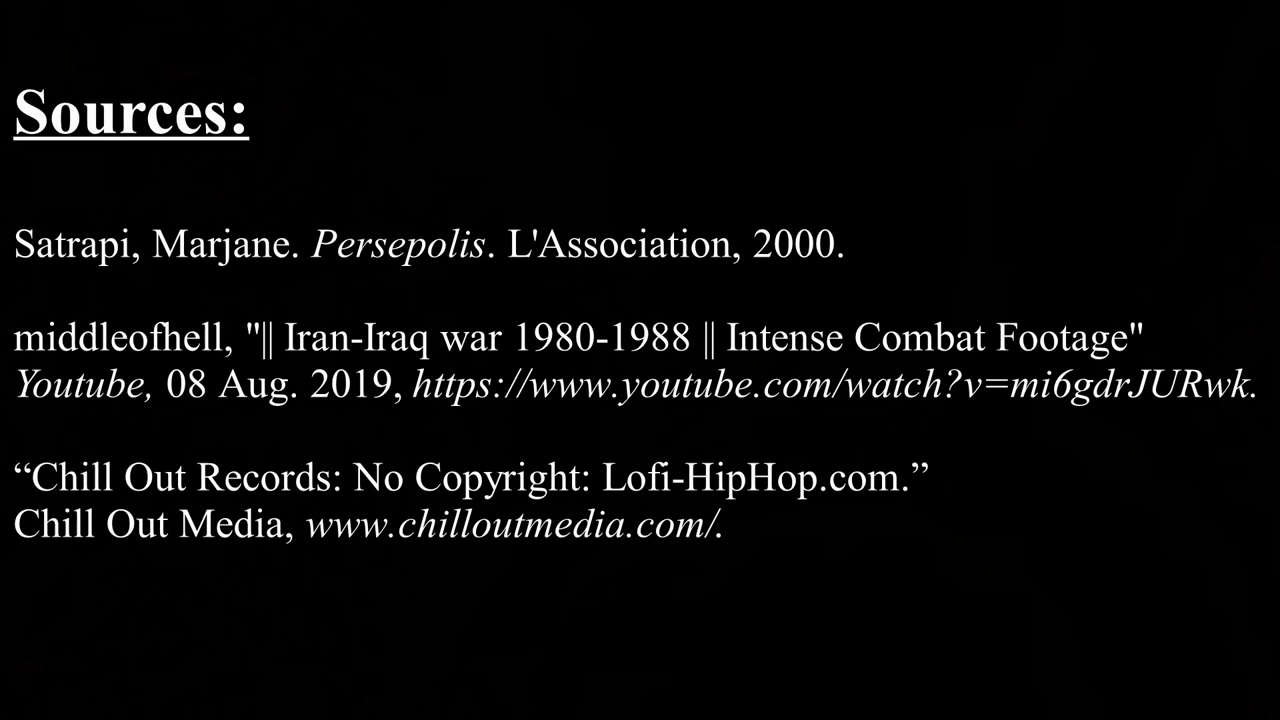 Sources:
Satrapi, Marjane. Persepolis. L'Association, 2000.
middleofhell, "|| Iran-Iraq war 1980-1988 || Intense Combat Footage"
Youtube, 08 Aug. 2019, https://www.youtube.com/watch?v=mi6gdrJURwk.
“Chill Out Records: No Copyright: Lofi-HipHop.com.”
Chill Out Media, www.chilloutmedia.com/.